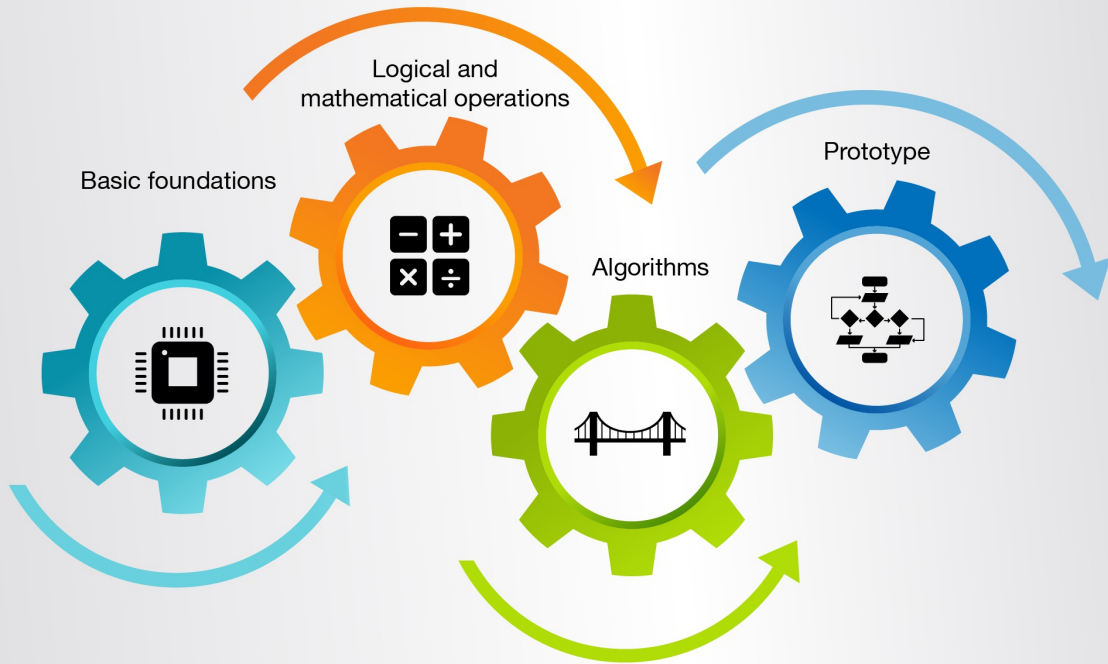 Basic foundations
Logical and
mathematical operations
Algorithms
Prototype